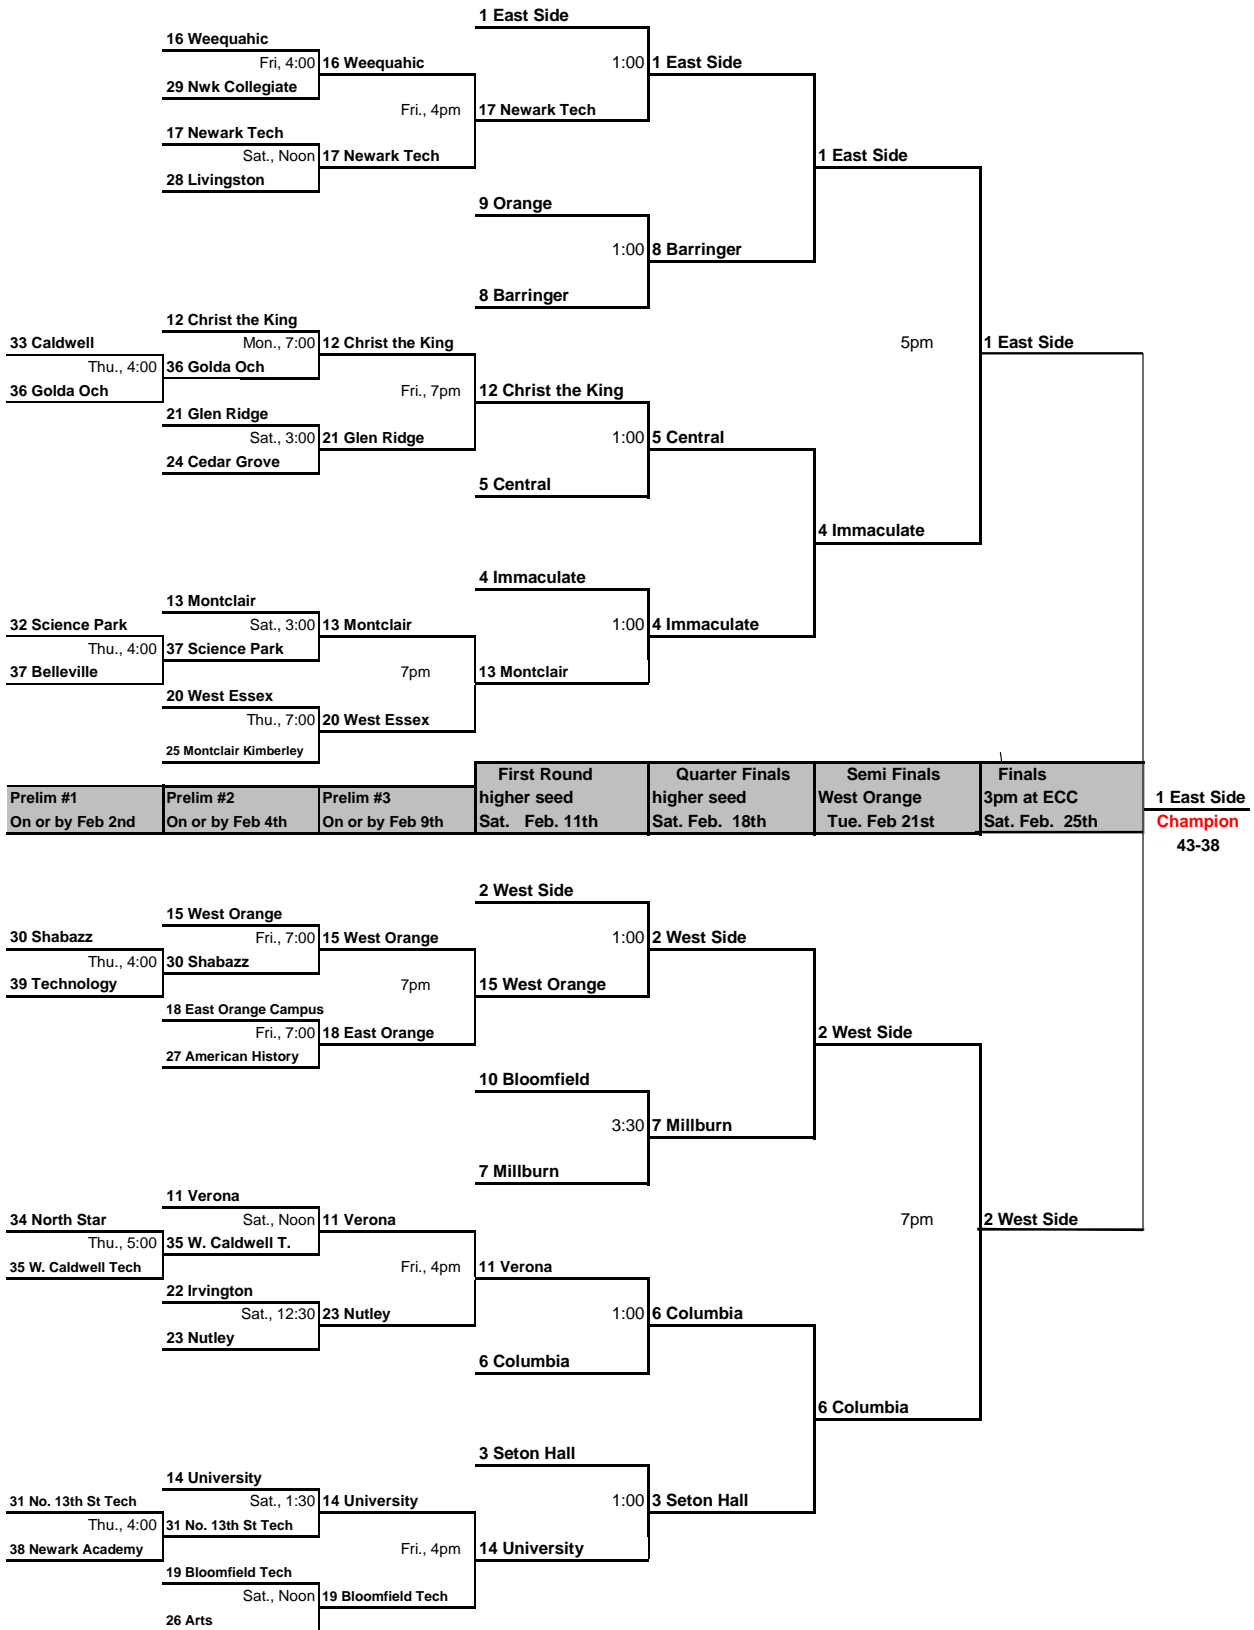 1 East Side
16 Weequahic
Fri, 4:00 16 Weequahic 1:00 1 East Side
29 Nwk Collegiate
Fri., 4pm 17 Newark Tech
17 Newark Tech
Sat., Noon 17 Newark Tech 1 East Side
28 Livingston
9 Orange
1:00 8 Barringer
8 Barringer
12 Christ the King
33 Caldwell Mon., 7:00 12 Christ the King 5pm 1 East Side
Thu., 4:00 36 Golda Och
36 Golda Och Fri., 7pm 12 Christ the King
21 Glen Ridge
Sat., 3:00 21 Glen Ridge 1:00 5 Central
24 Cedar Grove
5 Central
4 Immaculate
4 Immaculate
13 Montclair
32 Science Park Sat., 3:00 13 Montclair 1:00 4 Immaculate
Thu., 4:00 37 Science Park
37 Belleville 7pm 13 Montclair
20 West Essex
Thu., 7:00 20 West Essex
25 Montclair Kimberley
First Round Quarter Finals Semi Finals Finals
Prelim #1 Prelim #2 Prelim #3 higher seed higher seed West Orange 3pm at ECC 1 East Side
On or by Feb 2nd On or by Feb 4th On or by Feb 9th Sat. Feb. 11th Sat. Feb. 18th Tue. Feb 21st Sat. Feb. 25th Champion
43-38
2 West Side
15 West Orange
30 Shabazz Fri., 7:00 15 West Orange 1:00 2 West Side
Thu., 4:00 30 Shabazz
39 Technology 7pm 15 West Orange
18 East Orange Campus
Fri., 7:00 18 East Orange 2 West Side
27 American History
10 Bloomfield
3:30 7 Millburn
7 Millburn
11 Verona
34 North Star Sat., Noon 11 Verona 7pm 2 West Side
Thu., 5:00 35 W. Caldwell T.
35 W. Caldwell Tech Fri., 4pm 11 Verona
22 Irvington
Sat., 12:30 23 Nutley 1:00 6 Columbia
23 Nutley
6 Columbia
6 Columbia
3 Seton Hall
14 University
31 No. 13th St Tech Sat., 1:30 14 University 1:00 3 Seton Hall
Thu., 4:00 31 No. 13th St Tech
38 Newark Academy Fri., 4pm 14 University
19 Bloomfield Tech
Sat., Noon 19 Bloomfield Tech
26 Arts